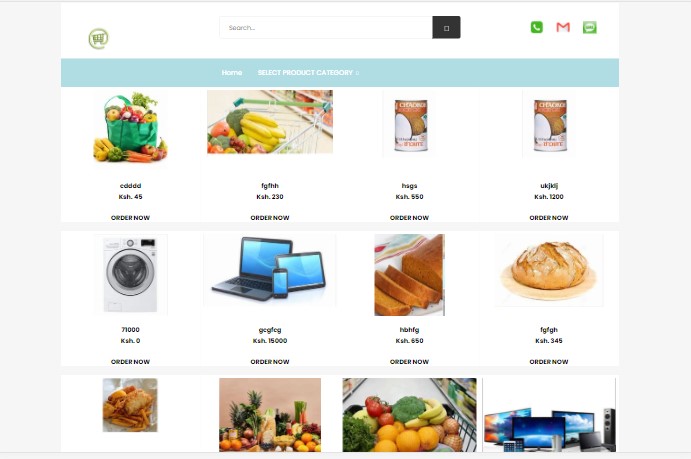 Search...
Home SELECT PRODUCT CATEGORY
cdddd
Ksh. 45
ORDER NOW
fgfhh
Ksh. 230
ORDER NOW
hsgs
Ksh. 550
ORDER NOW
ukjklj
Ksh. 1200
ORDER NOW
71000
Ksh. 0
ORDER NOW
gcgfcg
Ksh. 15000
ORDER NOW
hbhfg
Ksh. 650
ORDER NOW
fgfgh
Ksh. 345
ORDER NOW